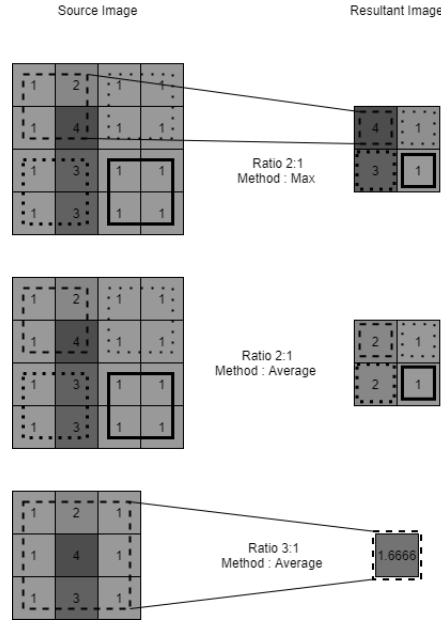 Source Image Resultant Image
1 2 1 1
1 4 1 1
1 3 1 1
1 3 1 1
Ratio 2:1
Method : Max
4 1
3 1
1 2 1 1
1 4 1 1
1 3 1 1
1 3 1 1
Ratio 2:1
Method : Average
2 1
2 1
1 2 1
1 4 1
1 3 1
Ratio 3:1
Method : Average
1.6666